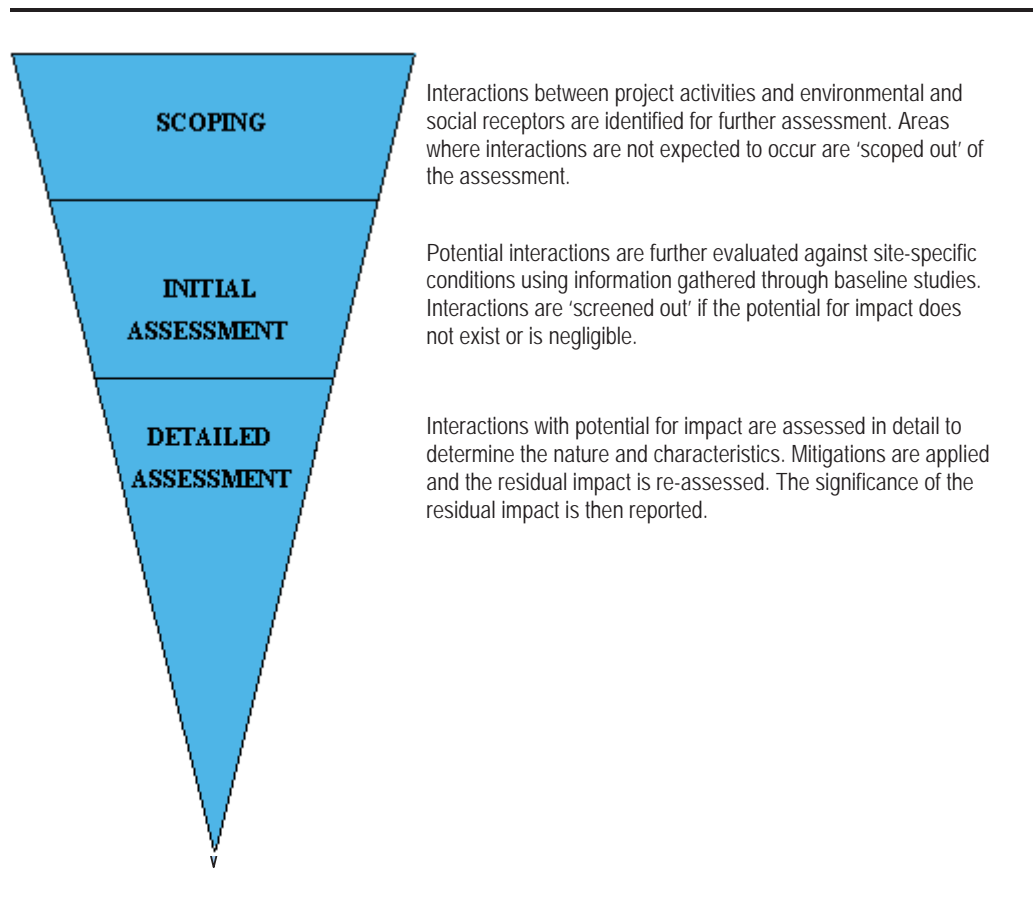 SCOPING
Interactions between project activities and environmental and
social receptors are identified for further assessment. Areas
where interactions are not expected to occur are ‘scoped out’ of
the assessment.
INITIAL
ASSESSMENT
Potential interactions are further evaluated against site-specific
conditions using information gathered through baseline studies.
Interactions are ‘screened out’ if the potential for impact does
not exist or is negligible.
DETAILED
ASSESSMENT
Interactions with potential for impact are assessed in detail to
determine the nature and characteristics. Mitigations are applied
and the residual impact is re-assessed. The significance of the
residual impact is then reported.